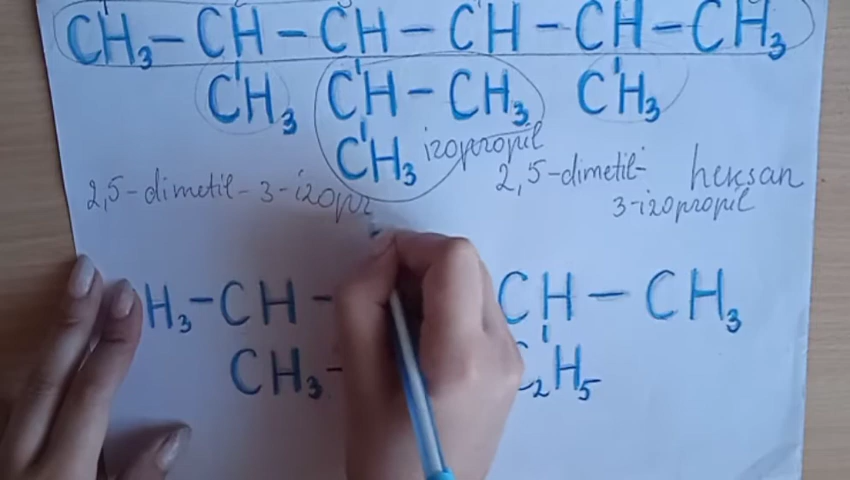 CH₃–CH–CH–CH–CH–CH₃
CH₃ CH–CH₃ CH₃
CH₃ izopropil
2,5-dimetil- heksan
3-izopropil
2,5-dimetil-3-izopr
H₃–CH–
CH–CH₃
CH₃–
C₂H₅